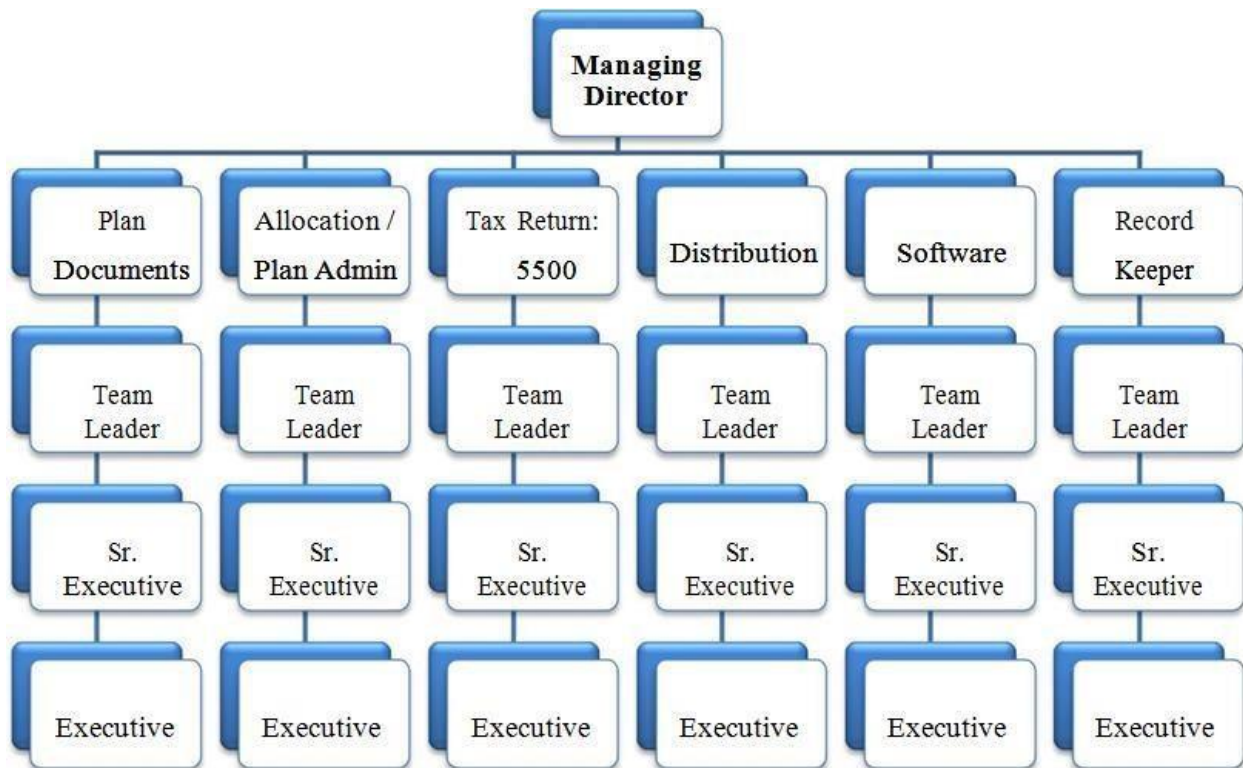 Managing
Director
Plan
Documents
Allocation /
Plan Admin
Tax Return:
5500
Distribution
Software
Record
Keeper
Team
Leader
Team
Leader
Team
Leader
Team
Leader
Team
Leader
Team
Leader
Sr.
Executive
Sr.
Executive
Sr.
Executive
Sr.
Executive
Sr.
Executive
Sr.
Executive
Executive
Executive
Executive
Executive
Executive
Executive